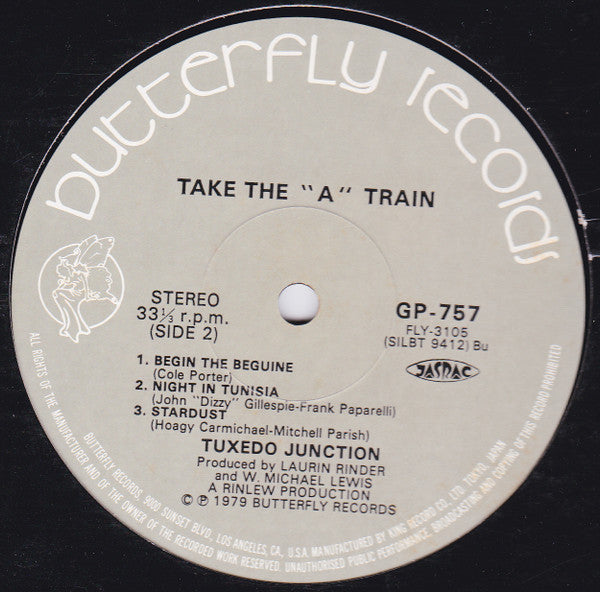 butterfly records
TAKE THE "A" TRAIN
STEREO
33 1/3 r.p.m.
(SIDE 2)
GP-757
FLY-3105
(SILBT 9412) Bu
JASRAC
1. BEGIN THE BEGUINE
(Cole Porter)
2. NIGHT IN TUNISIA
(John "Dizzy" Gillespie-Frank Paparelli)
3. STARDUST
(Hoagy Carmichael-Mitchell Parish)
TUXEDO JUNCTION
Produced by LAURIN RINDER
and W. MICHAEL LEWIS
A RINLEW PRODUCTION
© ℗ 1979 BUTTERFLY RECORDS
BUTTERFLY RECORDS 9000 SUNSET BLVD, LOS ANGELES, CA, U.S.A. MANUFACTURED BY KING RECORD CO. LTD. TOKYO, JAPAN
ALL RIGHTS OF THE MANUFACTURER AND OF THE OWNER OF THE RECORDED WORK RESERVED. UNAUTHORISED PUBLIC PERFORMANCE, BROADCASTING AND COPYING OF THIS RECORD PROHIBITED